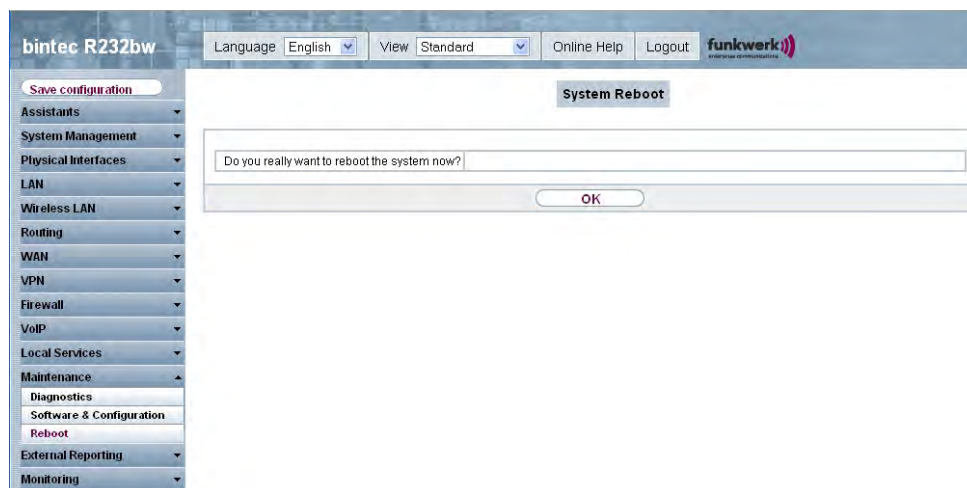 bintec R232bw
Language English View Standard Online Help Logout funkwerk
Save configuration
System Reboot
Assistants
System Management
Physical Interfaces
Do you really want to reboot the system now?
LAN
OK
Wireless LAN
Routing
WAN
VPN
Firewall
VoIP
Local Services
Maintenance
Diagnostics
Software & Configuration
Reboot
External Reporting
Monitoring